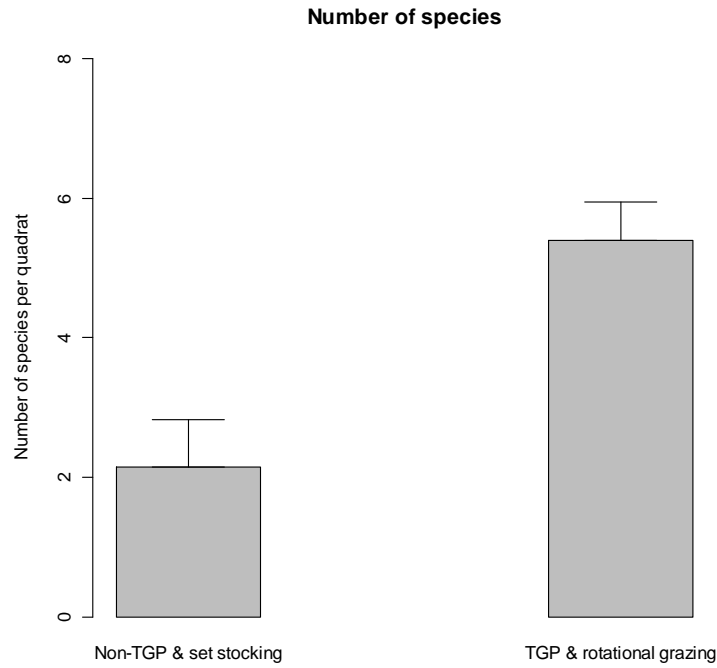 Number of species
Number of species per quadrat
8
6
4
2
0
Non-TGP & set stocking
TGP & rotational grazing